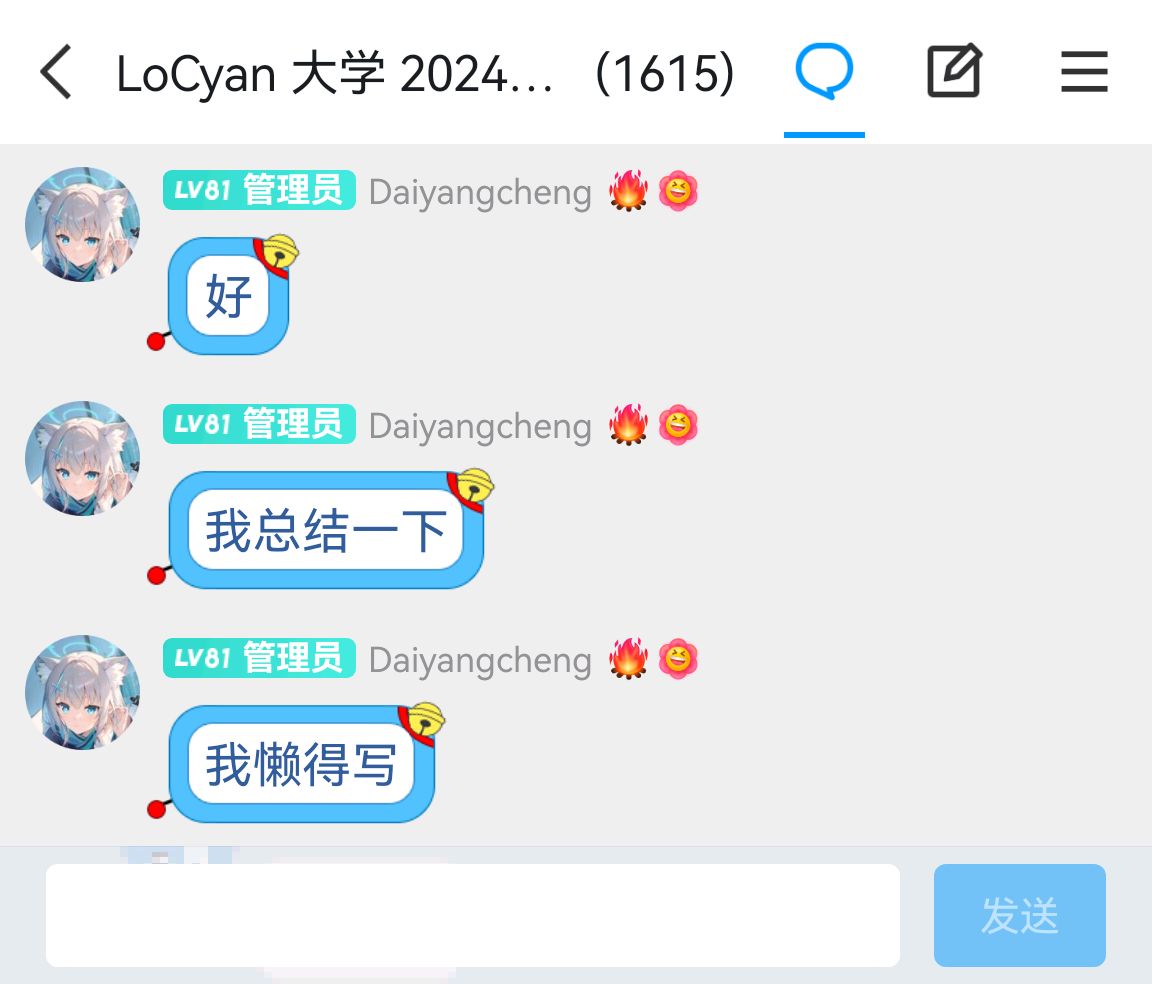 LoCyan 大学 2024... (1615)
LV81 管理员 Daiyangcheng 🔥
好
LV81 管理员 Daiyangcheng 🔥
我总结一下
LV81 管理员 Daiyangcheng 🔥
我懒得写
发送